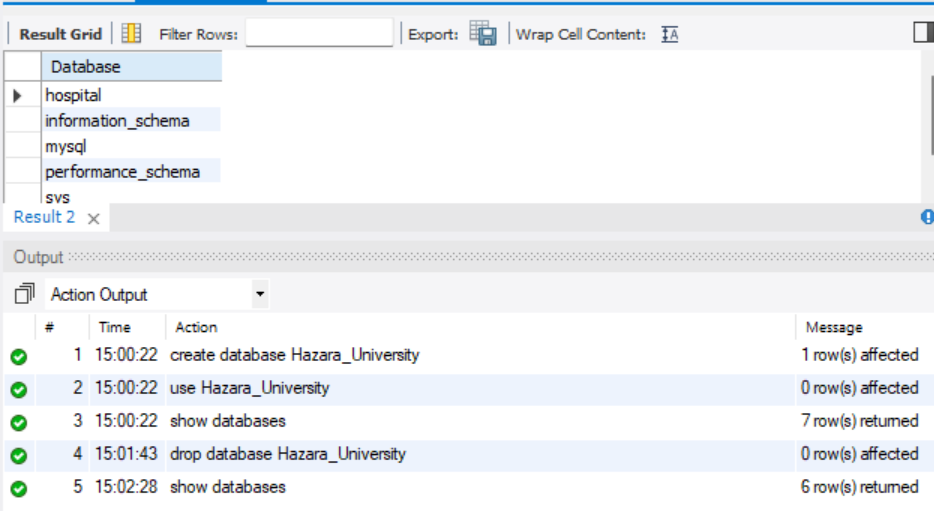 Result Grid Filter Rows: Export: Wrap Cell Content: IA
Database
hospital
information_schema
mysql
performance_schema
sys
Result 2 ×
Output
Action Output
# Time Action Message
1 15:00:22 create database Hazara_University 1 row(s) affected
2 15:00:22 use Hazara_University 0 row(s) affected
3 15:00:22 show databases 7 row(s) returned
4 15:01:43 drop database Hazara_University 0 row(s) affected
5 15:02:28 show databases 6 row(s) returned